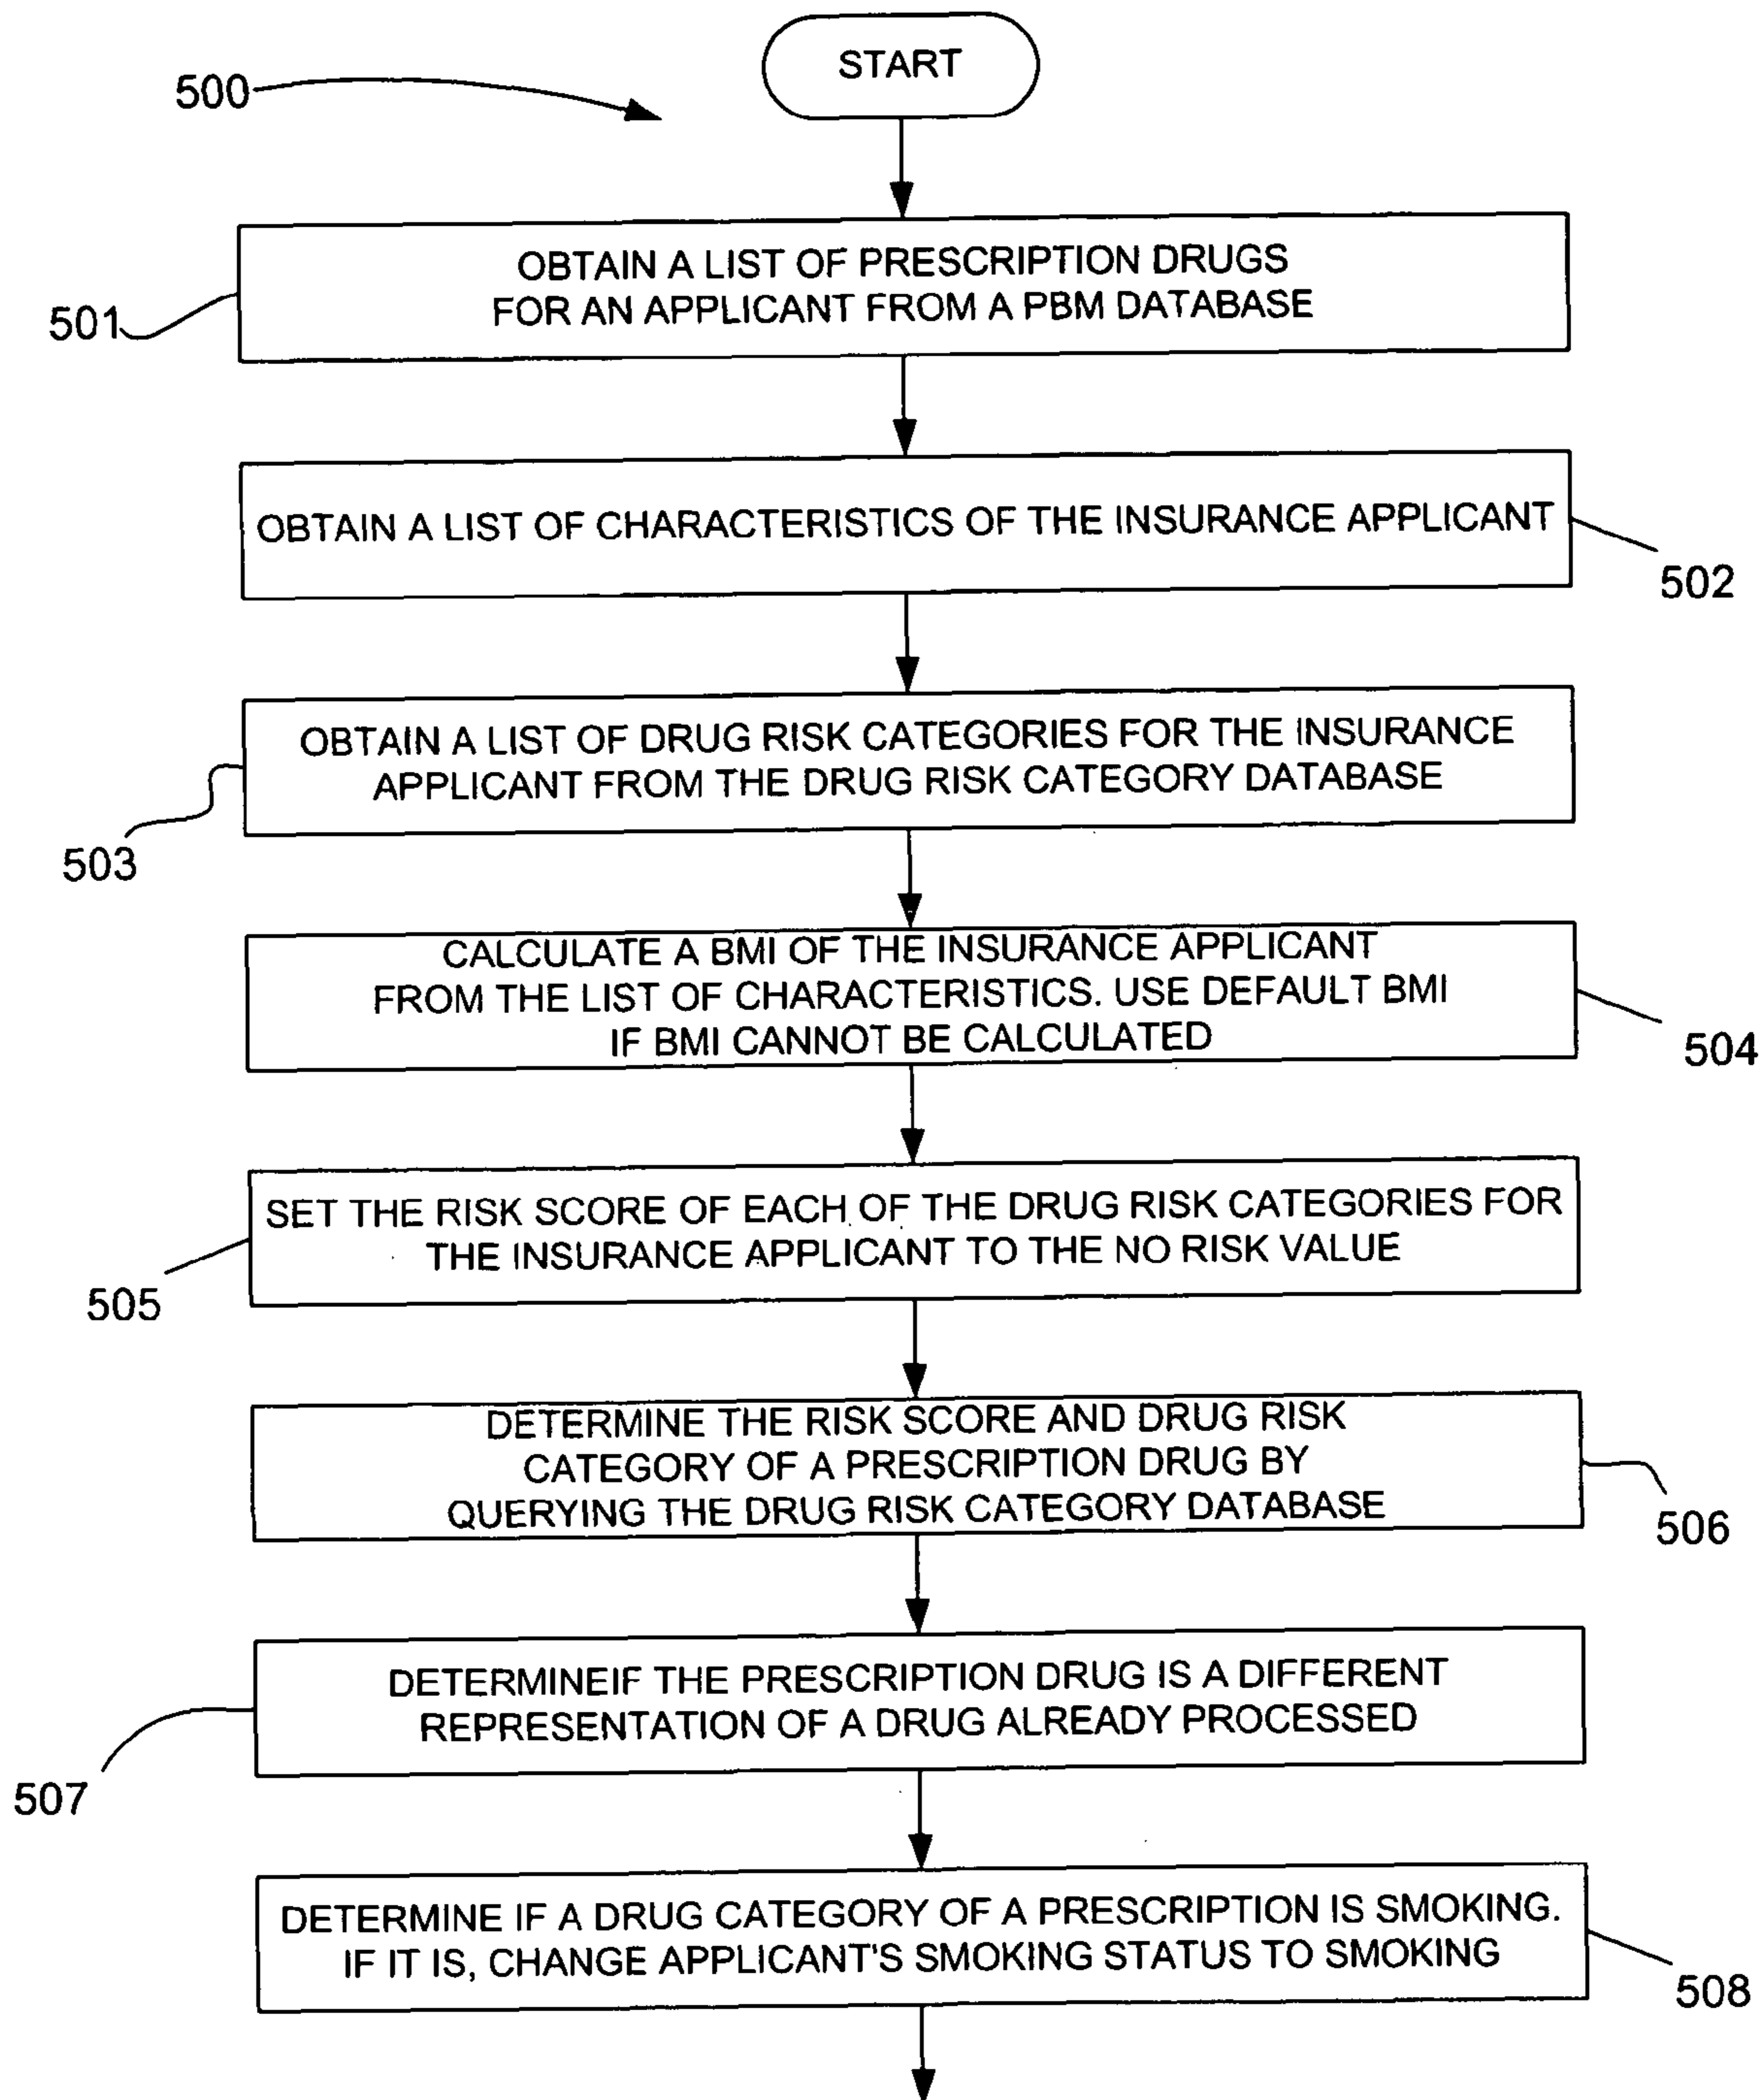 START
500
OBTAIN A LIST OF PRESCRIPTION DRUGS
FOR AN APPLICANT FROM A PBM DATABASE
501
OBTAIN A LIST OF CHARACTERISTICS OF THE INSURANCE APPLICANT
502
OBTAIN A LIST OF DRUG RISK CATEGORIES FOR THE INSURANCE
APPLICANT FROM THE DRUG RISK CATEGORY DATABASE
503
CALCULATE A BMI OF THE INSURANCE APPLICANT
FROM THE LIST OF CHARACTERISTICS. USE DEFAULT BMI
IF BMI CANNOT BE CALCULATED
504
SET THE RISK SCORE OF EACH OF THE DRUG RISK CATEGORIES FOR
THE INSURANCE APPLICANT TO THE NO RISK VALUE
505
DETERMINE THE RISK SCORE AND DRUG RISK
CATEGORY OF A PRESCRIPTION DRUG BY
QUERYING THE DRUG RISK CATEGORY DATABASE
506
DETERMINEIF THE PRESCRIPTION DRUG IS A DIFFERENT
REPRESENTATION OF A DRUG ALREADY PROCESSED
507
DETERMINE IF A DRUG CATEGORY OF A PRESCRIPTION IS SMOKING.
IF IT IS, CHANGE APPLICANT'S SMOKING STATUS TO SMOKING
508